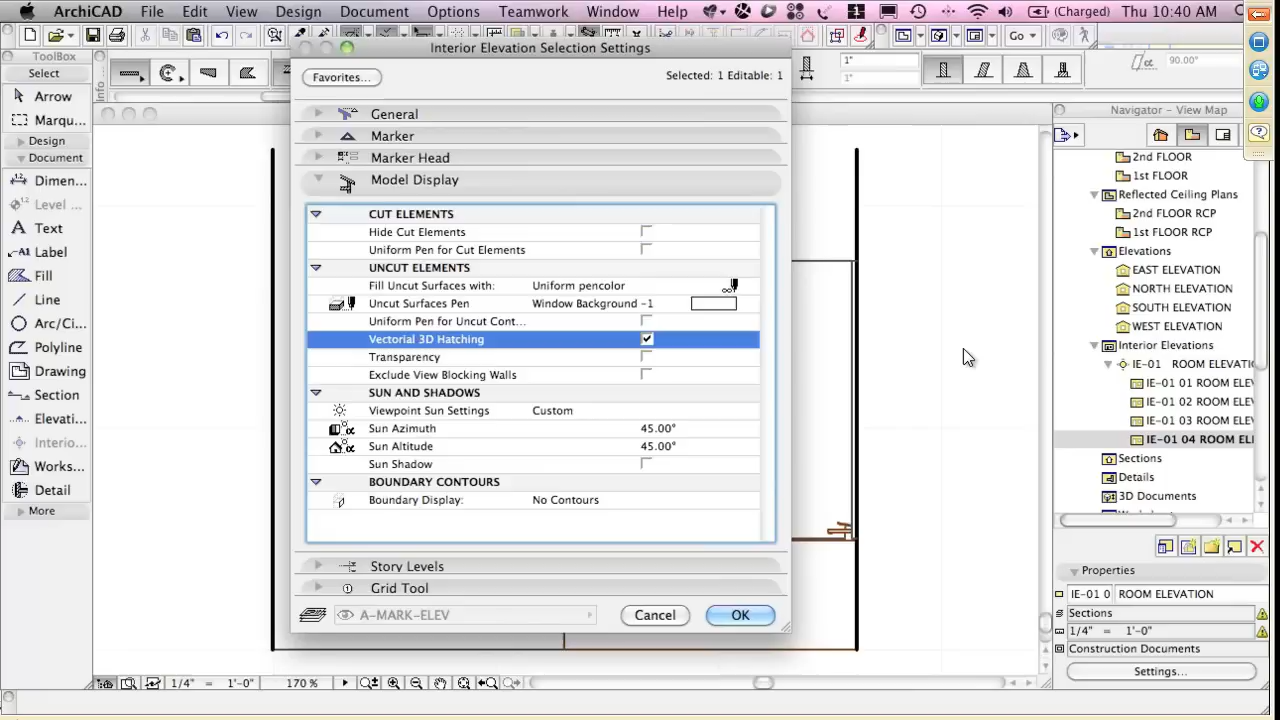 ArchiCAD File Edit View Design Document Options Teamwork Window Help 1 (Charged) Thu 10:40 AM
Interior Elevation Selection Settings
Go
ToolBox
Select
Arrow
Marqu...
Design
Document
Dimen...
Level ...
Text
A1 Label
Fill
Line
Arc/Ci...
Polyline
Drawing
Section
Elevati...
Interio...
Works...
Detail
More
Info
Favorites...
Selected: 1 Editable: 1
General
Marker
Marker Head
Model Display
CUT ELEMENTS
Hide Cut Elements
Uniform Pen for Cut Elements
UNCUT ELEMENTS
Fill Uncut Surfaces with: Uniform pencolor
Uncut Surfaces Pen Window Background -1
Uniform Pen for Uncut Cont...
Vectorial 3D Hatching
Transparency
Exclude View Blocking Walls
SUN AND SHADOWS
Viewpoint Sun Settings Custom
Sun Azimuth 45.00°
Sun Altitude 45.00°
Sun Shadow
BOUNDARY CONTOURS
Boundary Display: No Contours
Story Levels
Grid Tool
A-MARK-ELEV
Cancel OK
1"
1"
α 90.00°
Navigator - View Map
2nd FLOOR
1st FLOOR
Reflected Ceiling Plans
2nd FLOOR RCP
1st FLOOR RCP
Elevations
EAST ELEVATION
NORTH ELEVATION
SOUTH ELEVATION
WEST ELEVATION
Interior Elevations
IE-01 ROOM ELEVATI
IE-01 01 ROOM ELE
IE-01 02 ROOM ELE
IE-01 03 ROOM ELE
IE-01 04 ROOM EL
Sections
Details
3D Documents
Properties
IE-01 0 ROOM ELEVATION
Sections
1/4" = 1'-0"
Construction Documents
Settings...
1/4" = 1'-0" 170 %